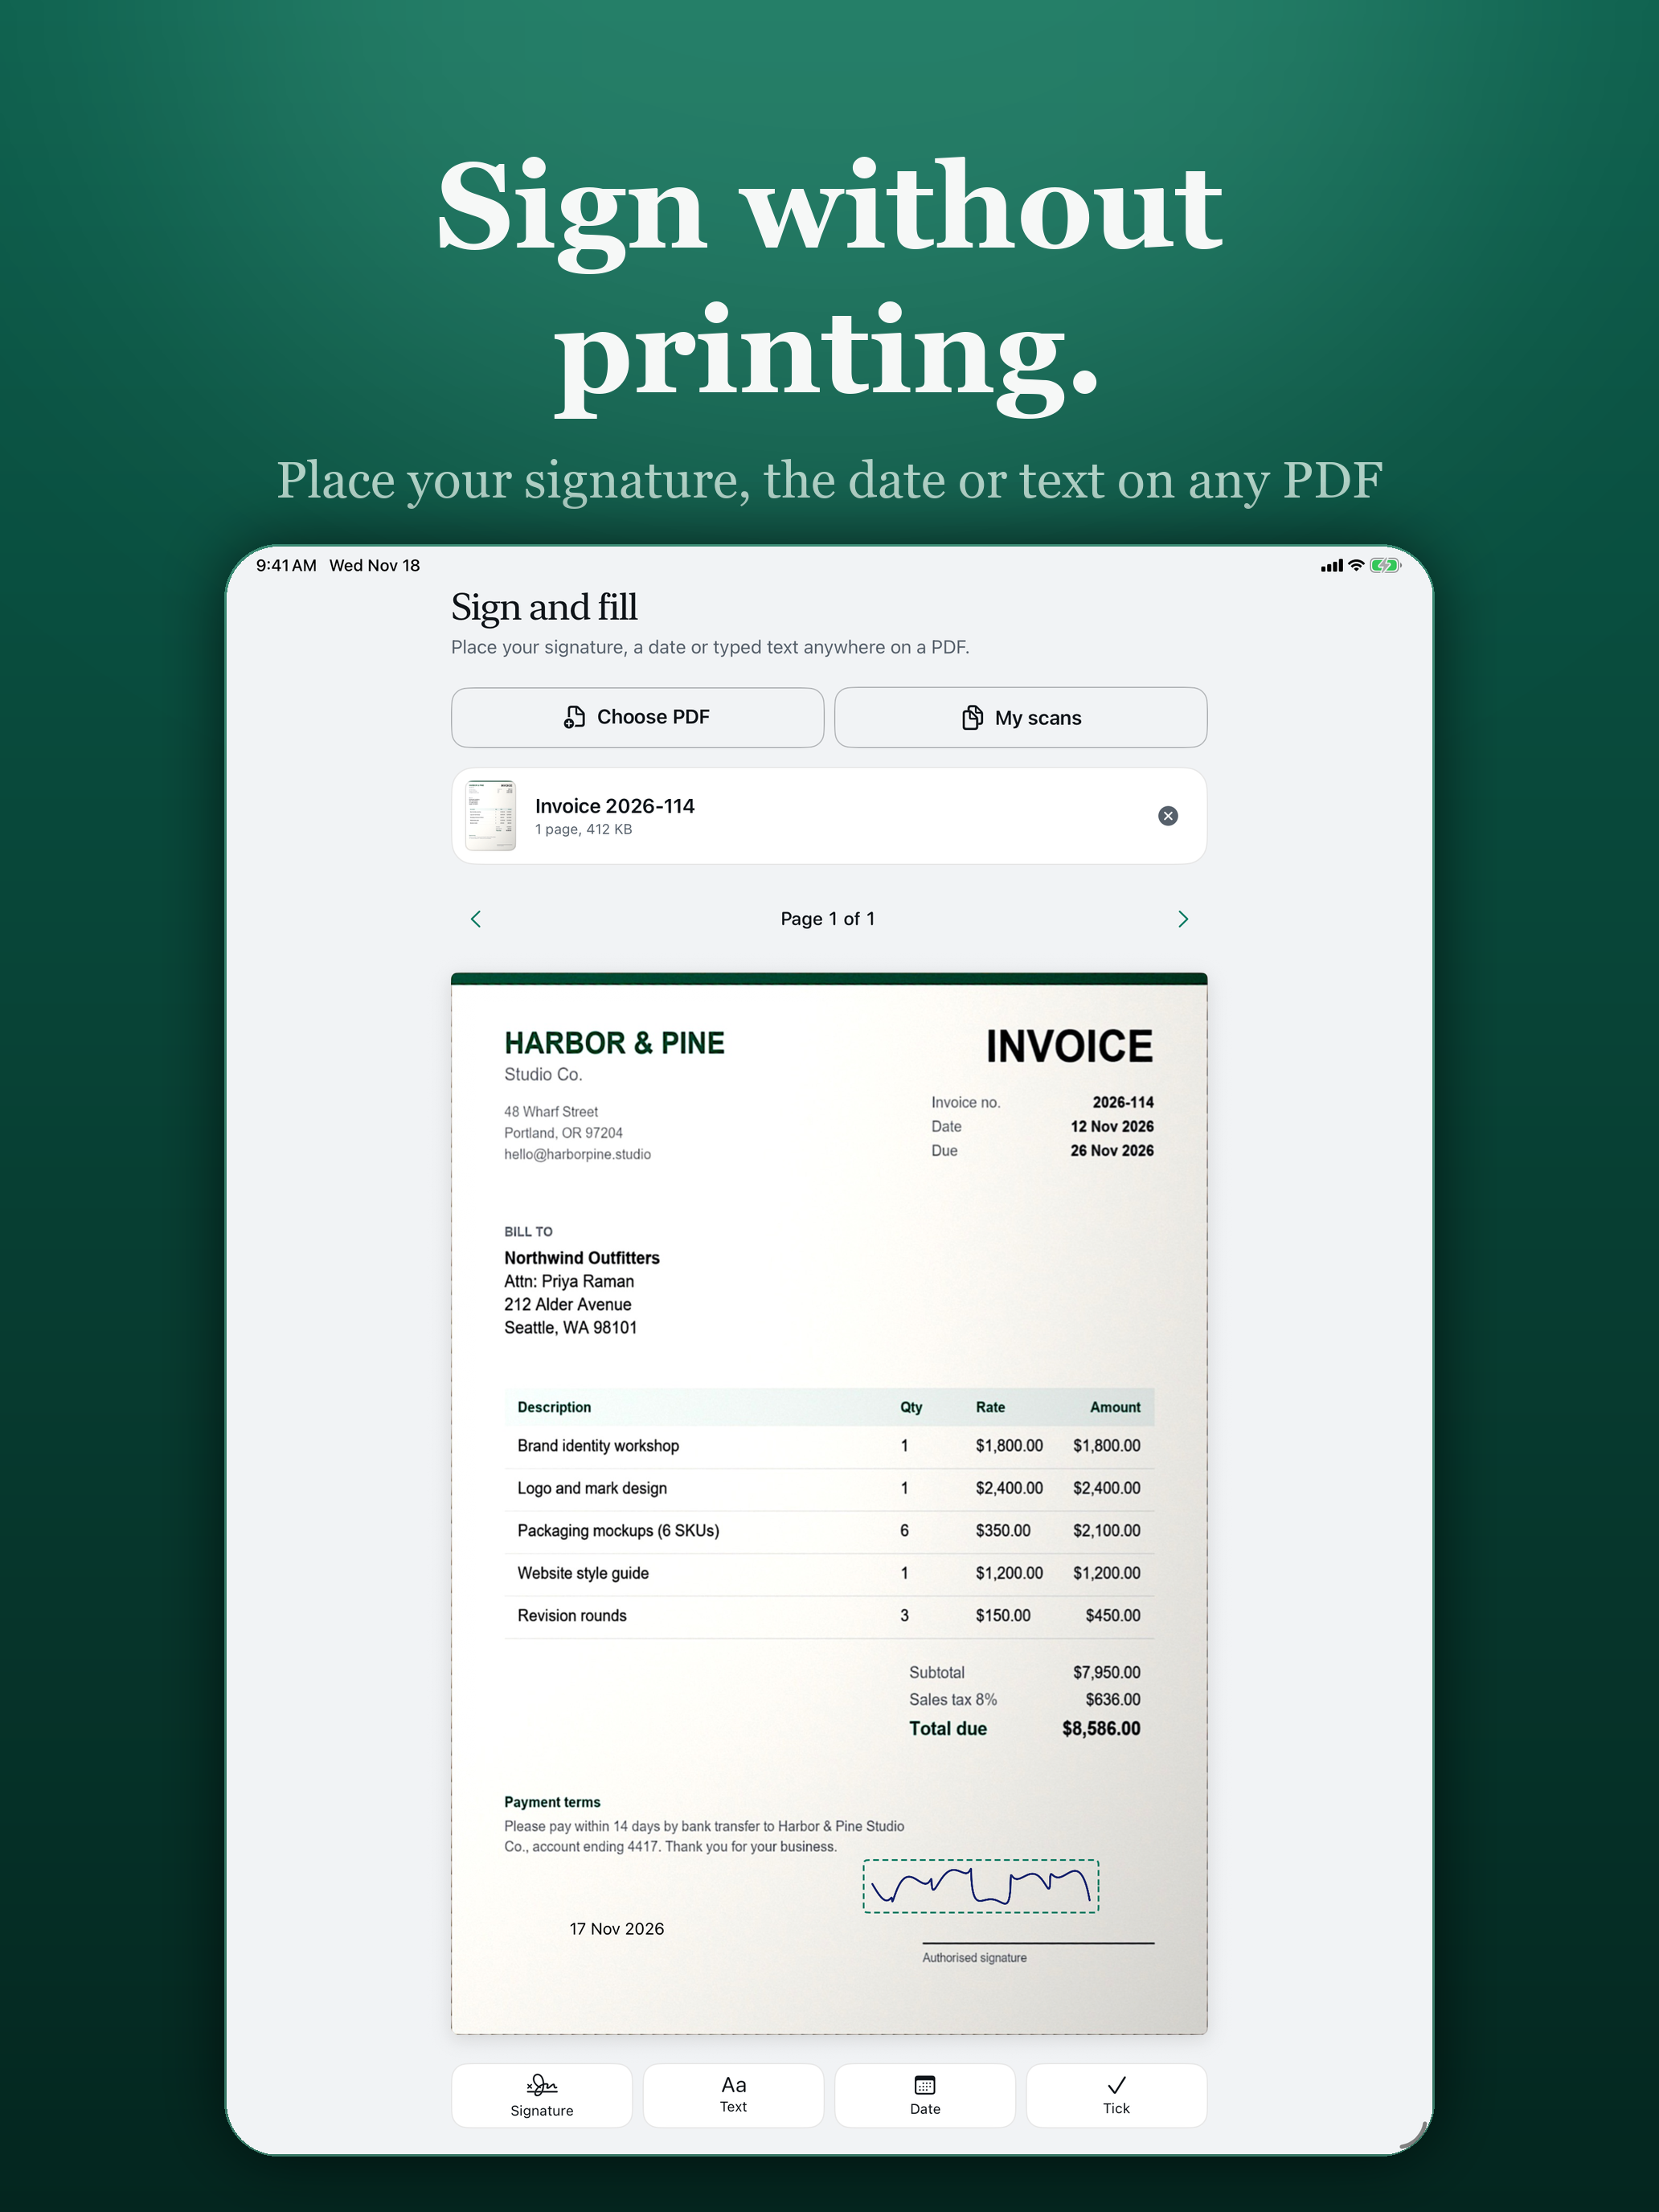 Sign without
printing.
Place your signature, the date or text on any PDF
9:41 AM Wed Nov 18
Sign and fill
Place your signature, a date or typed text anywhere on a PDF.
Choose PDF
My scans
Invoice 2026-114
1 page, 412 KB
Page 1 of 1
HARBOR & PINE
Studio Co.
48 Wharf Street
Portland, OR 97204
hello@harborpine.studio
INVOICE
Invoice no. 2026-114
Date 12 Nov 2026
Due 26 Nov 2026
BILL TO
Northwind Outfitters
Attn: Priya Raman
212 Alder Avenue
Seattle, WA 98101
Description Qty Rate Amount
Brand identity workshop 1 $1,800.00 $1,800.00
Logo and mark design 1 $2,400.00 $2,400.00
Packaging mockups (6 SKUs) 6 $350.00 $2,100.00
Website style guide 1 $1,200.00 $1,200.00
Revision rounds 3 $150.00 $450.00
Subtotal $7,950.00
Sales tax 8% $636.00
Total due $8,586.00
Payment terms
Please pay within 14 days by bank transfer to Harbor & Pine Studio
Co., account ending 4417. Thank you for your business.
17 Nov 2026
Authorised signature
Signature
Aa
Text
Date
Tick